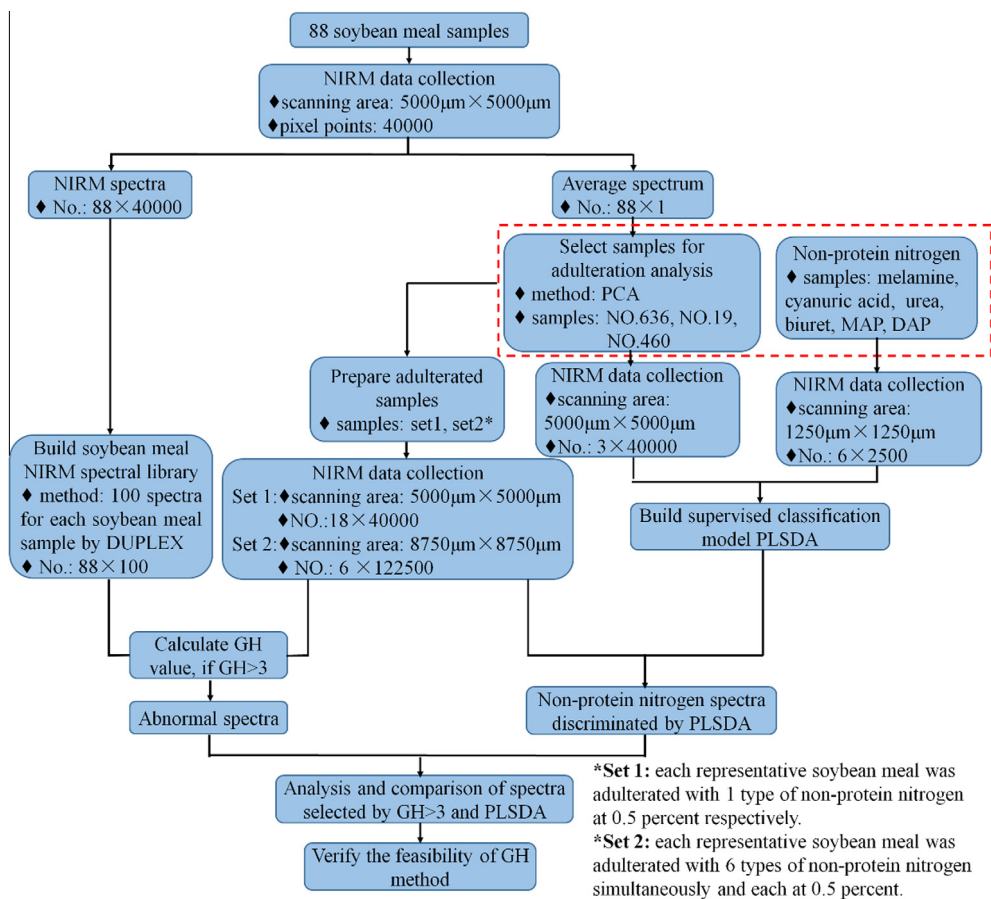 88 soybean meal samples
NIRM data collection
♦scanning area: 5000μm×5000μm
♦pixel points: 40000
NIRM spectra
♦ No.: 88×40000
Average spectrum
♦ No.: 88×1
Select samples for
adulteration analysis
♦ method: PCA
♦ samples: NO.636, NO.19,
NO.460
Non-protein nitrogen
♦ samples: melamine,
cyanuric acid, urea,
biuret, MAP, DAP
Prepare adulterated
samples
♦ samples: set1, set2*
NIRM data collection
♦scanning area:
5000μm×5000μm
♦No.: 3×40000
NIRM data collection
♦scanning area:
1250μm×1250μm
♦No.: 6×2500
Build soybean meal
NIRM spectral library
♦ method: 100 spectra
for each soybean meal
sample by DUPLEX
♦ No.: 88×100
NIRM data collection
Set 1:♦scanning area: 5000μm×5000μm
♦NO.:18×40000
Set 2:♦scanning area: 8750μm×8750μm
♦NO.: 6 ×122500
Build supervised classification
model PLSDA
Calculate GH
value, if GH>3
Abnormal spectra
Non-protein nitrogen spectra
discriminated by PLSDA
Analysis and comparison of spectra
selected by GH>3 and PLSDA
Verify the feasibility of GH
method
*Set 1: each representative soybean meal was
adulterated with 1 type of non-protein nitrogen
at 0.5 percent respectively.
*Set 2: each representative soybean meal was
adulterated with 6 types of non-protein nitrogen
simultaneously and each at 0.5 percent.